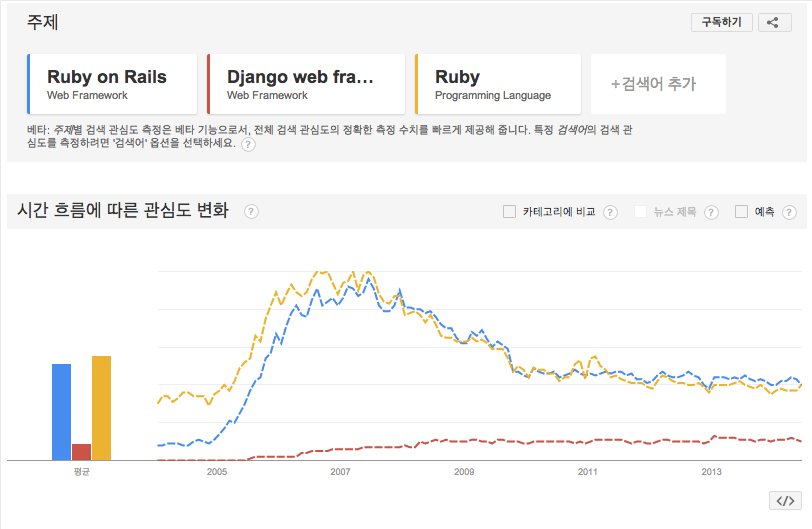 주제
구독하기
Ruby on Rails
Web Framework
Django web fra...
Web Framework
Ruby
Programming Language
+검색어 추가
베타: 주제별 검색 관심도 측정은 베타 기능으로서, 전체 검색 관심도의 정확한 측정 수치를 빠르게 제공해 줍니다. 특정 검색어의 검색 관
심도를 측정하려면 '검색어' 옵션을 선택하세요. ?
시간 흐름에 따른 관심도 변화 ?
카테고리에 비교 ?
뉴스 제목 ?
예측 ?
평균
2005
2007
2009
2011
2013
</>